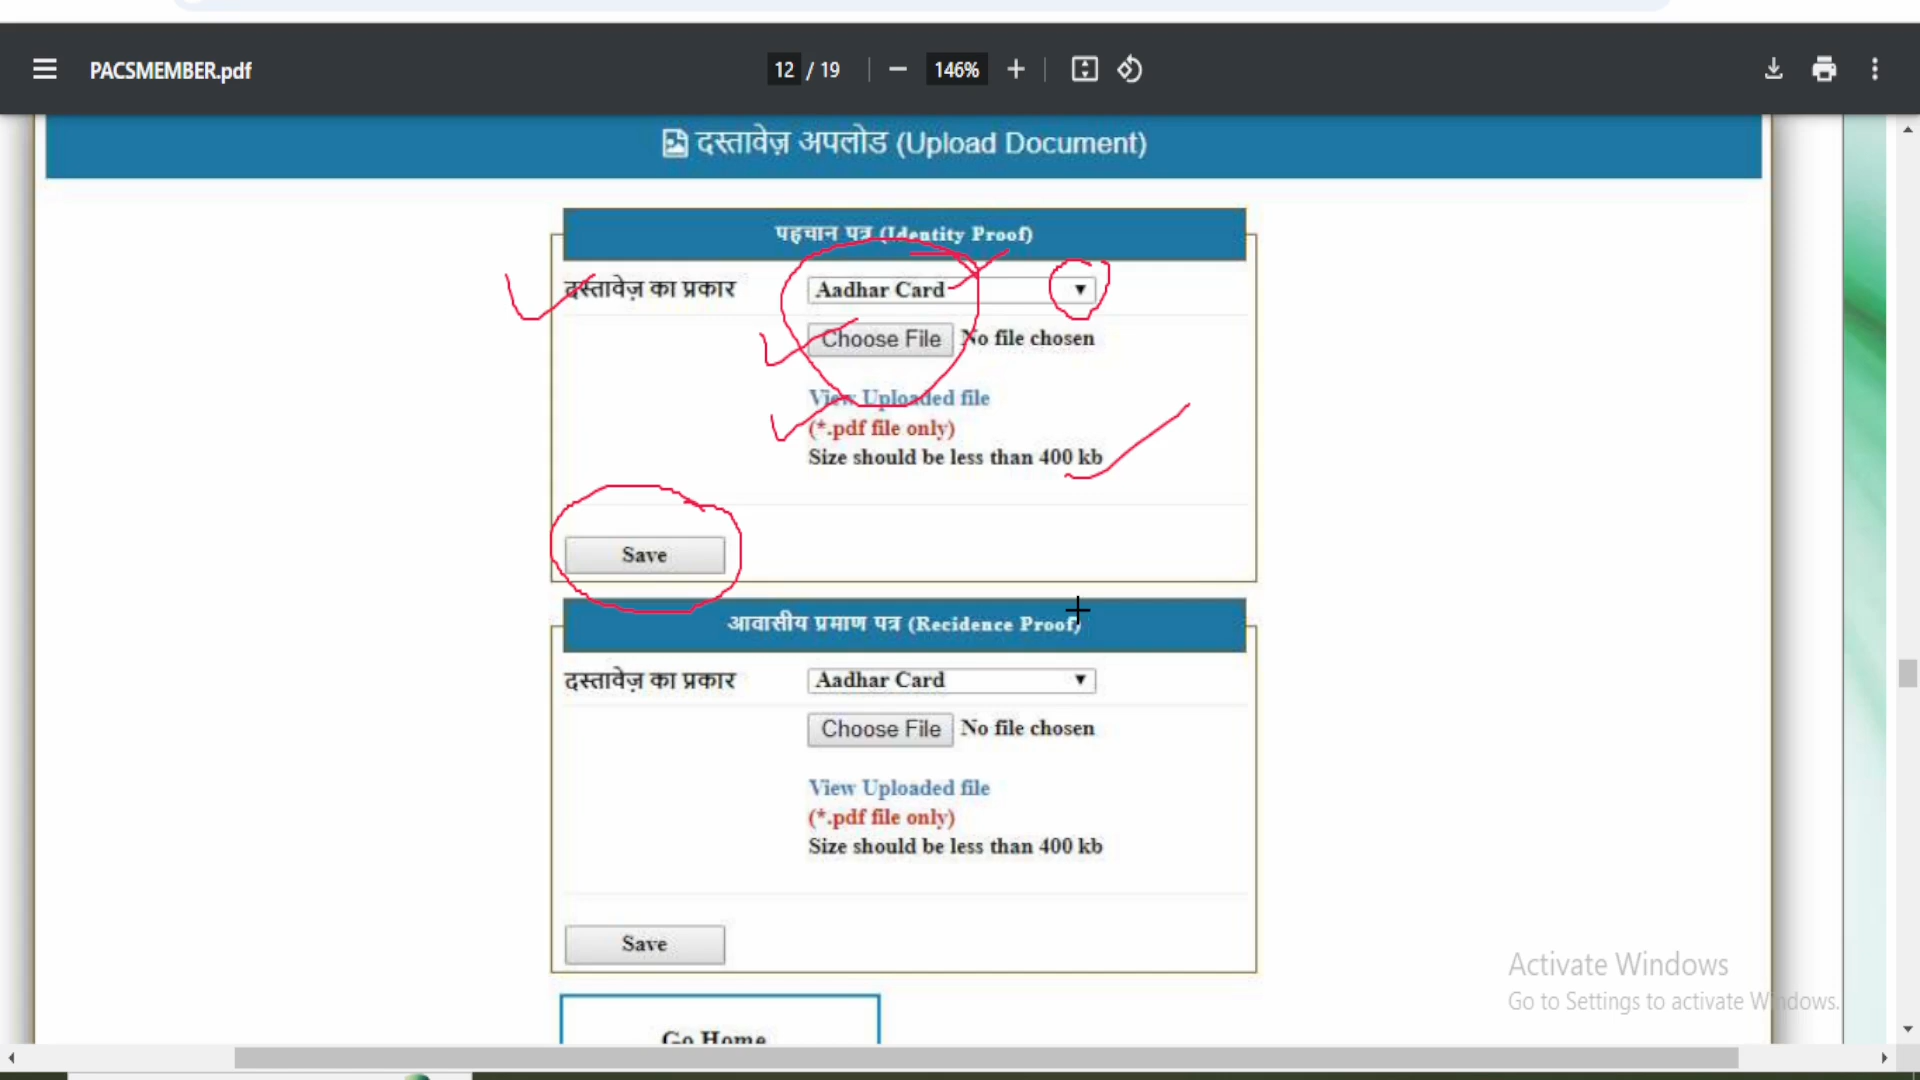 PACSMEMBER.pdf
12 / 19
146%
दस्तावेज़ अपलोड (Upload Document)
पहचान पत्र (Identity Proof)
दस्तावेज़ का प्रकार
Aadhar Card
Choose File No file chosen
View Uploaded file
(*.pdf file only)
Size should be less than 400 kb
Save
आवासीय प्रमाण पत्र (Recidence Proof)
दस्तावेज़ का प्रकार
Aadhar Card
Choose File No file chosen
View Uploaded file
(*.pdf file only)
Size should be less than 400 kb
Save
Go Home
Activate Windows
Go to Settings to activate Windows.